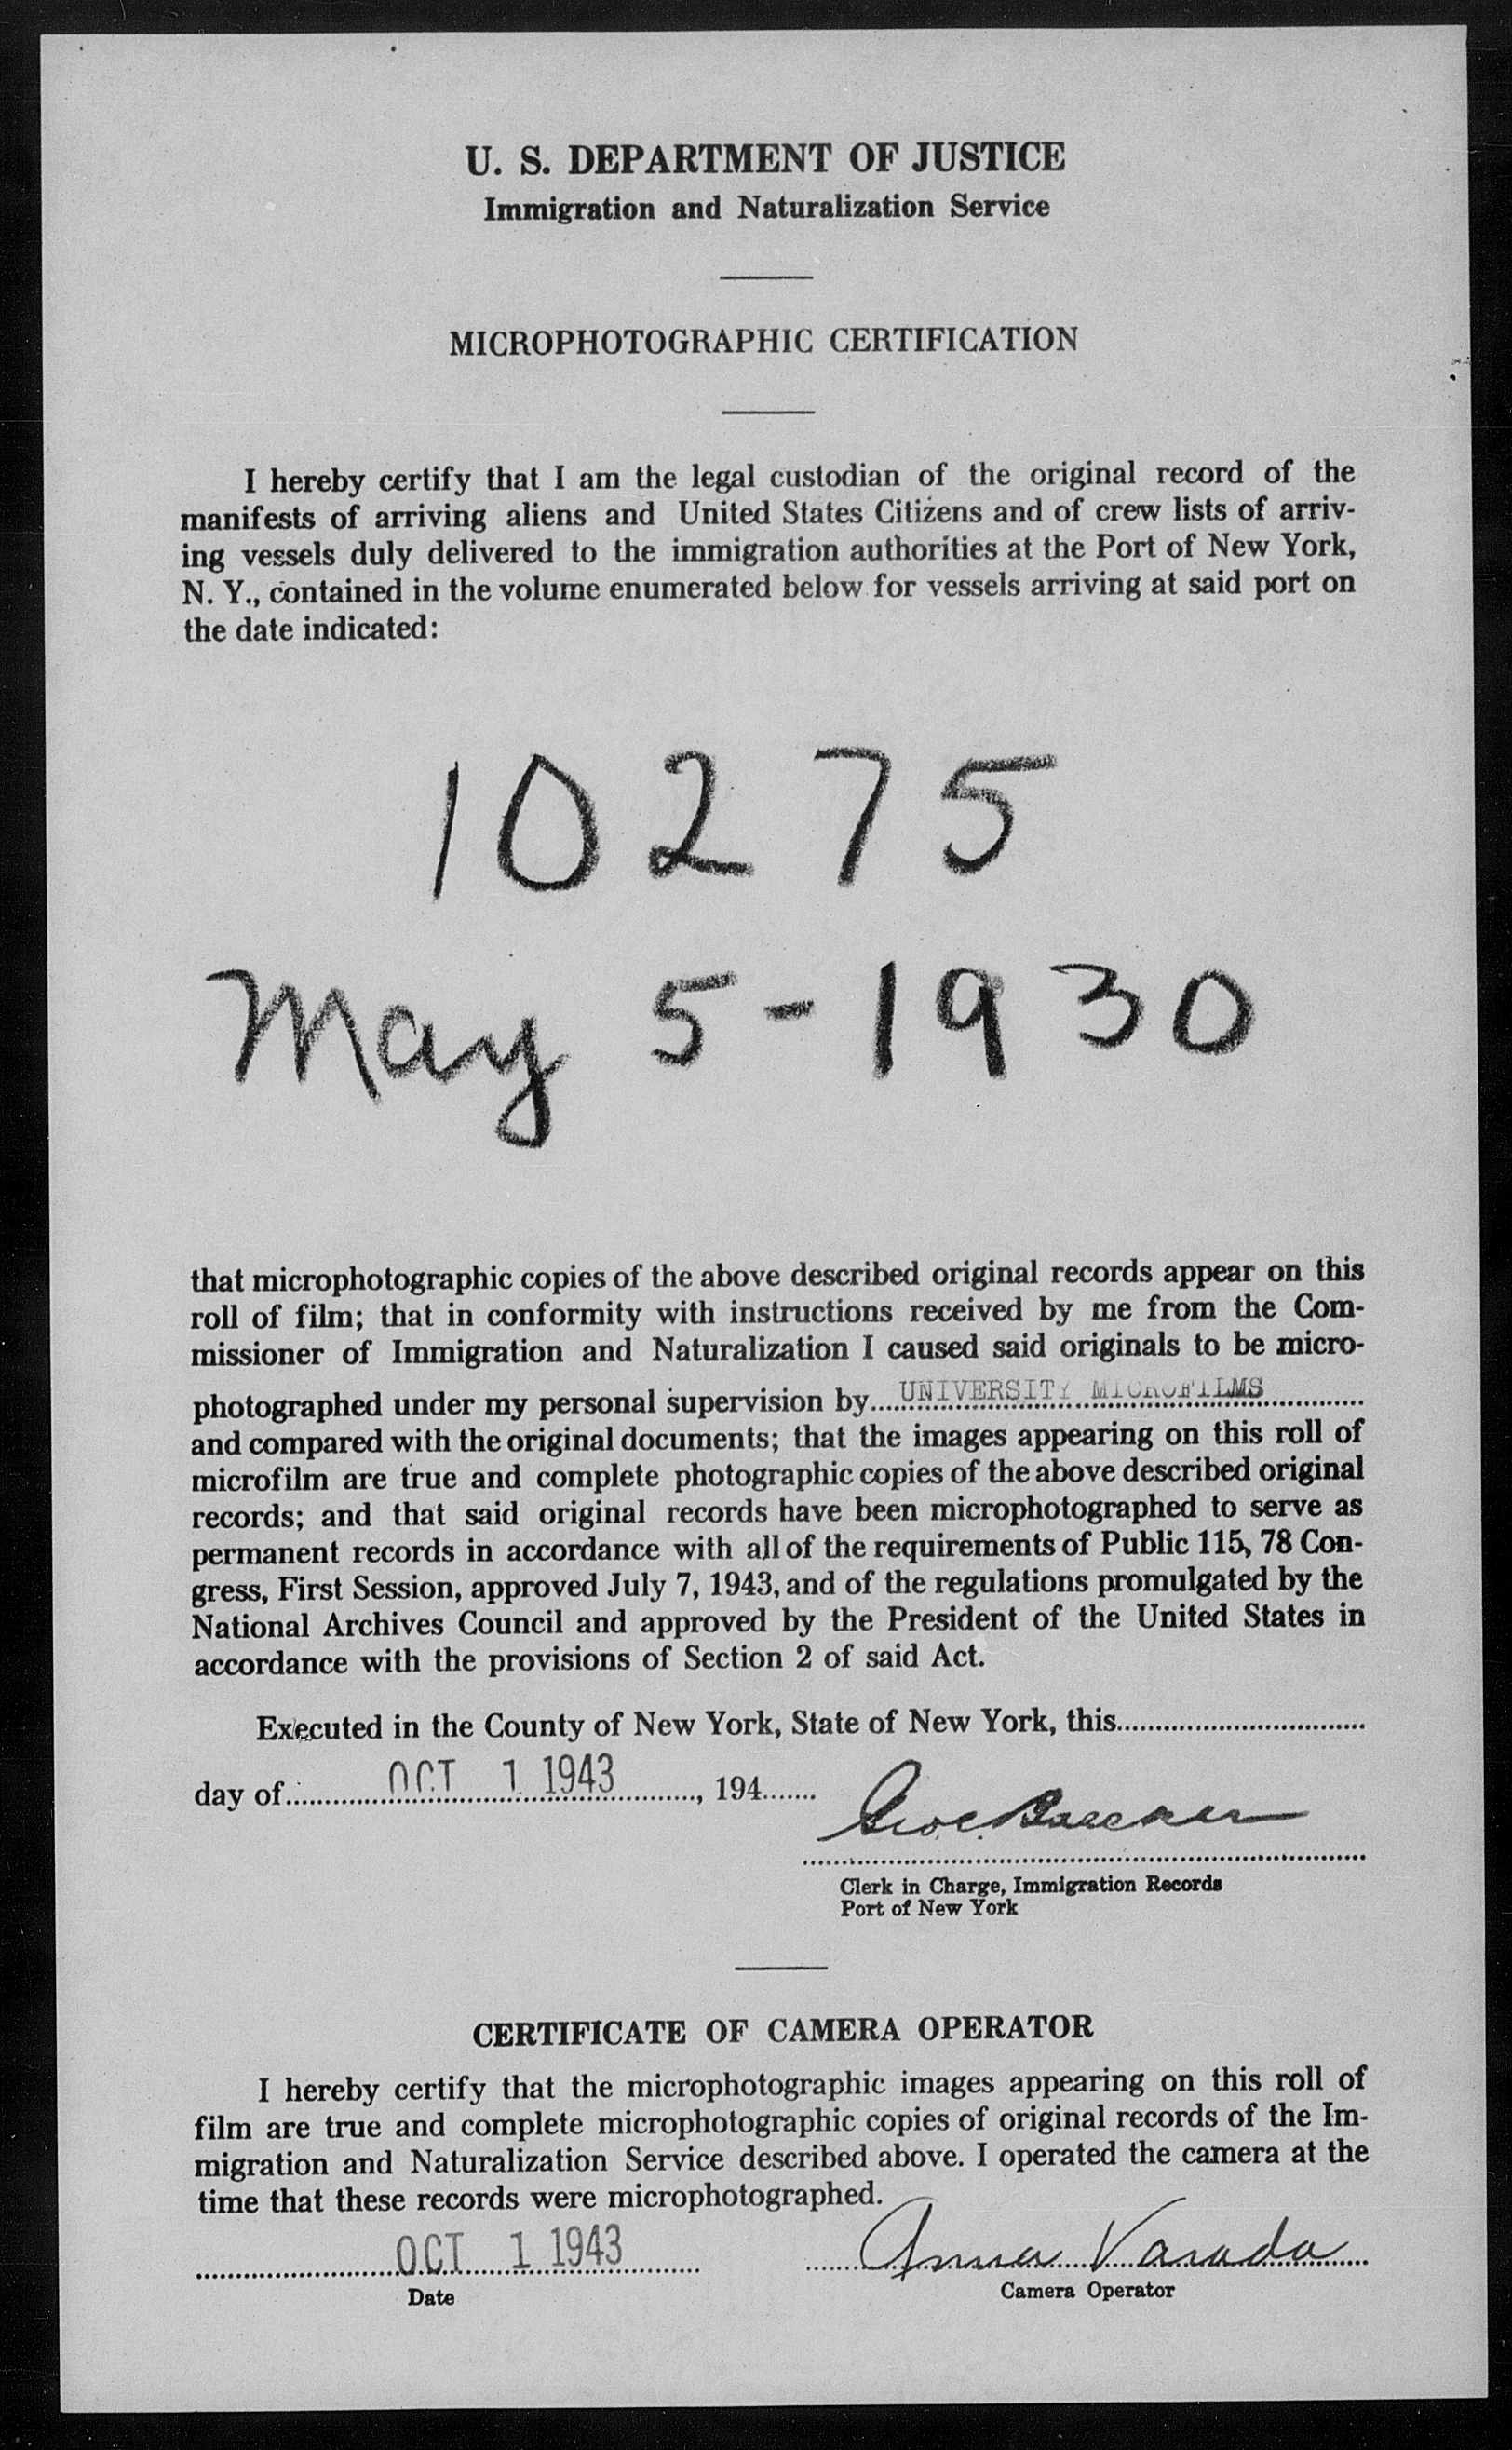 U. S. DEPARTMENT OF JUSTICE
Immigration and Naturalization Service
MICROPHOTOGRAPHIC CERTIFICATION
I hereby certify that I am the legal custodian of the original record of the
manifests of arriving aliens and United States Citizens and of crew lists of arriv-
ing vessels duly delivered to the immigration authorities at the Port of New York,
N. Y., contained in the volume enumerated below for vessels arriving at said port on
the date indicated:
10275
May 5-1930
that microphotographic copies of the above described original records appear on this
roll of film; that in conformity with instructions received by me from the Com-
missioner of Immigration and Naturalization I caused said originals to be micro-
photographed under my personal supervision by UNIVERSITY MICROFILMS
and compared with the original documents; that the images appearing on this roll of
microfilm are true and complete photographic copies of the above described original
records; and that said original records have been microphotographed to serve as
permanent records in accordance with all of the requirements of Public 115, 78 Con-
gress, First Session, approved July 7, 1943, and of the regulations promulgated by the
National Archives Council and approved by the President of the United States in
accordance with the provisions of Section 2 of said Act.
Executed in the County of New York, State of New York, this
day of OCT 1 1943, 194
Clerk in Charge, Immigration Records
Port of New York
CERTIFICATE OF CAMERA OPERATOR
I hereby certify that the microphotographic images appearing on this roll of
film are true and complete microphotographic copies of original records of the Im-
migration and Naturalization Service described above. I operated the camera at the
time that these records were microphotographed.
OCT 1 1943 Anna Varada
Date Camera Operator